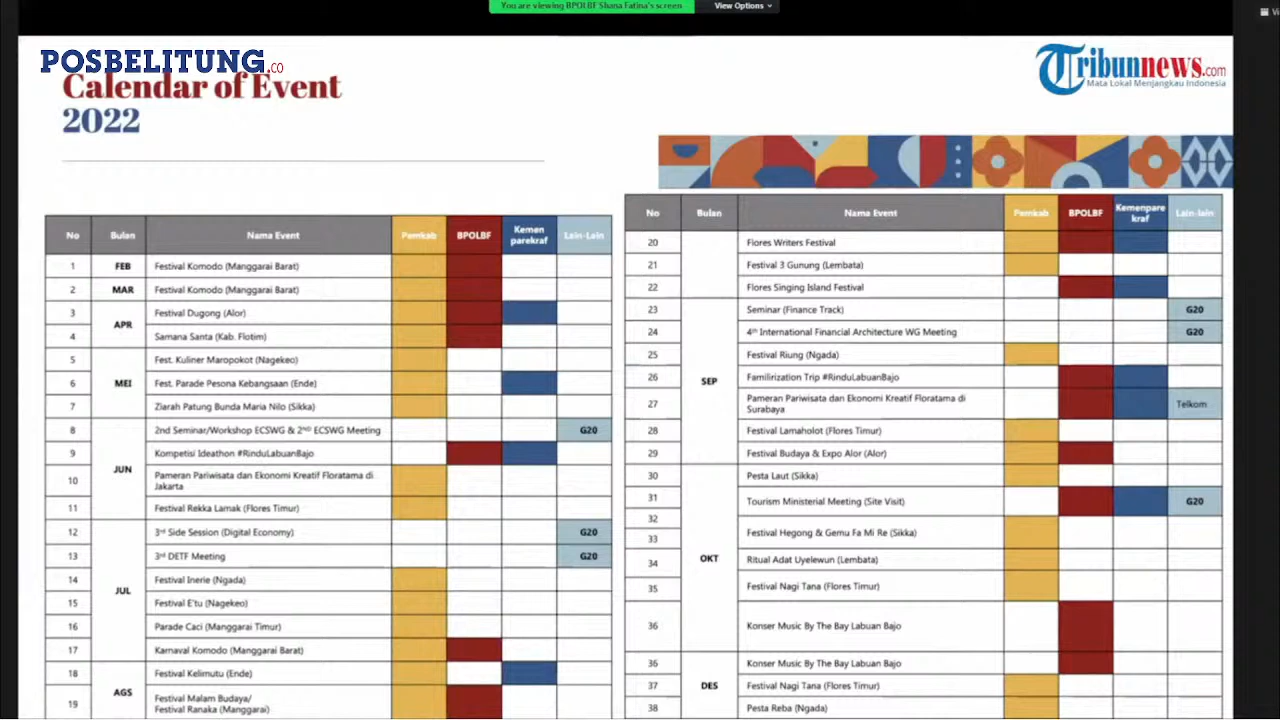 You are viewing BPOLBF Shana Fatina's screen
View Options
POSBELITUNG.CO
Calendar of Event
2022
Tribunnews.com
Mata Lokal Menjangkau Indonesia
No Bulan Nama Event Pemkab BPOLBF Kemen parekraf Lain-Lain
1 FEB Festival Komodo (Manggarai Barat)
2 MAR Festival Komodo (Manggarai Barat)
3 APR Festival Dugong (Alor)
4 Samana Santa (Kab. Flotim)
5 MEI Fest. Kuliner Maropokot (Nagekeo)
6 Fest. Parade Pesona Kebangsaan (Ende)
7 Ziarah Patung Bunda Maria Nilo (Sikka)
8 JUN 2nd Seminar/Workshop ECSWG & 2ND ECSWG Meeting G20
9 Kompetisi Ideathon #RinduLabuanBajo
10 Pameran Pariwisata dan Ekonomi Kreatif Floratama di
Jakarta
11 Festival Rekka Lamak (Flores Timur)
12 JUL 3rd Side Session (Digital Economy) G20
13 3rd DETF Meeting G20
14 Festival Inerie (Ngada)
15 Festival E'tu (Nagekeo)
16 Parade Caci (Manggarai Timur)
17 Karnaval Komodo (Manggarai Barat)
18 AGS Festival Kelimutu (Ende)
19 Festival Malam Budaya/
Festival Ranaka (Manggarai)
No Bulan Nama Event Pemkab BPOLBF Kemenpare kraf Lain-lain
20 Flores Writers Festival
21 Festival 3 Gunung (Lembata)
22 Flores Singing Island Festival
23 SEP Seminar (Finance Track) G20
24 4th International Financial Architecture WG Meeting G20
25 Festival Riung (Ngada)
26 Familirization Trip #RinduLabuanBajo
27 Pameran Pariwisata dan Ekonomi Kreatif Floratama di
Surabaya Telkom
28 Festival Lamaholot (Flores Timur)
29 Festival Budaya & Expo Alor (Alor)
30 OKT Pesta Laut (Sikka)
31 Tourism Ministerial Meeting (Site Visit) G20
32
33 Festival Hegong & Gemu Fa Mi Re (Sikka)
34 Ritual Adat Uyelewun (Lembata)
35 Festival Nagi Tana (Flores Timur)
36 Konser Music By The Bay Labuan Bajo
36 DES Konser Music By The Bay Labuan Bajo
37 Festival Nagi Tana (Flores Timur)
38 Pesta Reba (Ngada)